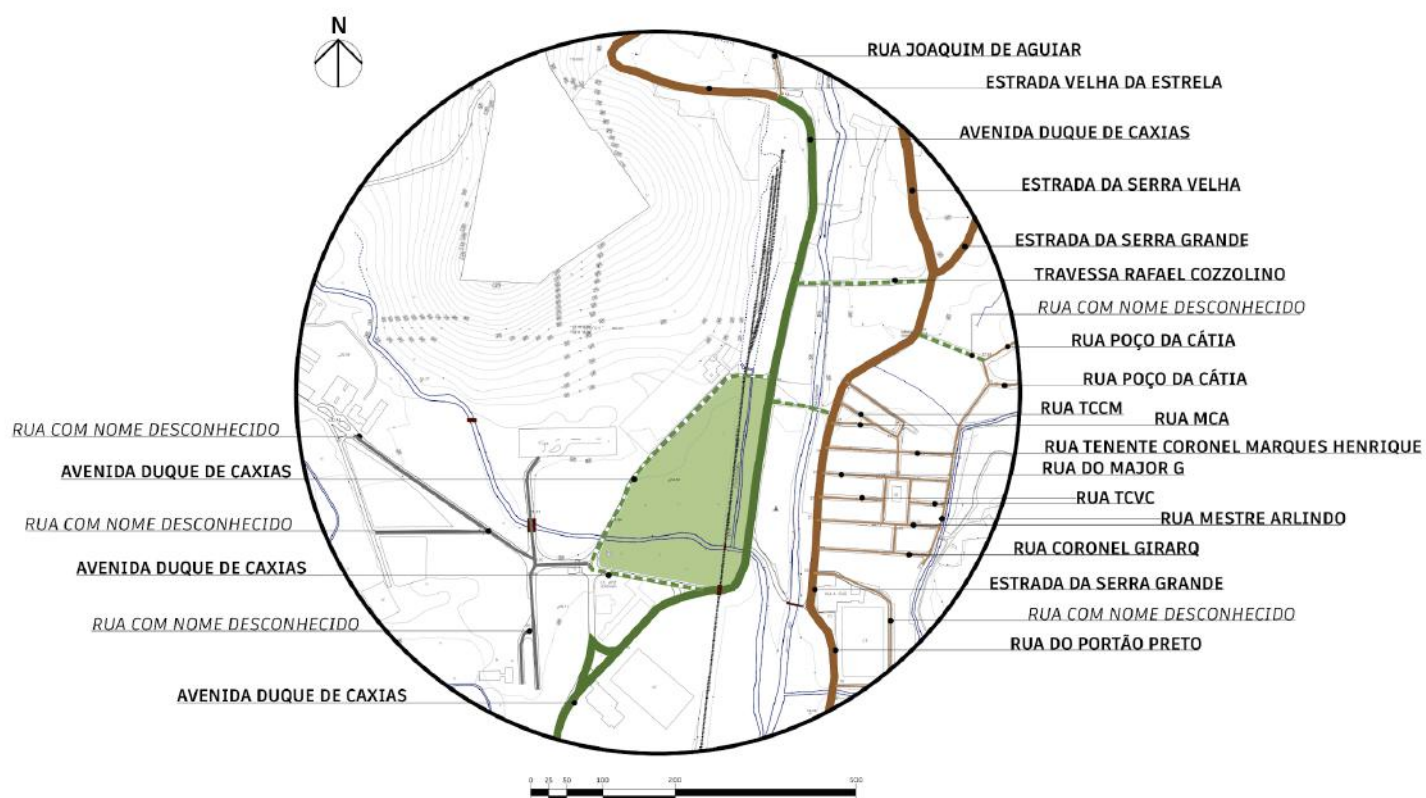 N
RUA JOAQUIM DE AGUIAR
ESTRADA VELHA DA ESTRELA
AVENIDA DUQUE DE CAXIAS
ESTRADA DA SERRA VELHA
ESTRADA DA SERRA GRANDE
TRAVESSA RAFAEL COZZOLINO
RUA COM NOME DESCONHECIDO
RUA POÇO DA CÁTIA
RUA POÇO DA CÁTIA
RUA TCCM
RUA MCA
RUA TENENTE CORONEL MARQUES HENRIQUE
RUA DO MAJOR G
RUA TCVC
RUA MESTRE ARLINDO
RUA CORONEL GIRARQ
ESTRADA DA SERRA GRANDE
RUA COM NOME DESCONHECIDO
RUA DO PORTÃO PRETO
RUA COM NOME DESCONHECIDO
AVENIDA DUQUE DE CAXIAS
RUA COM NOME DESCONHECIDO
AVENIDA DUQUE DE CAXIAS
RUA COM NOME DESCONHECIDO
AVENIDA DUQUE DE CAXIAS
0 25 50 100 200 500